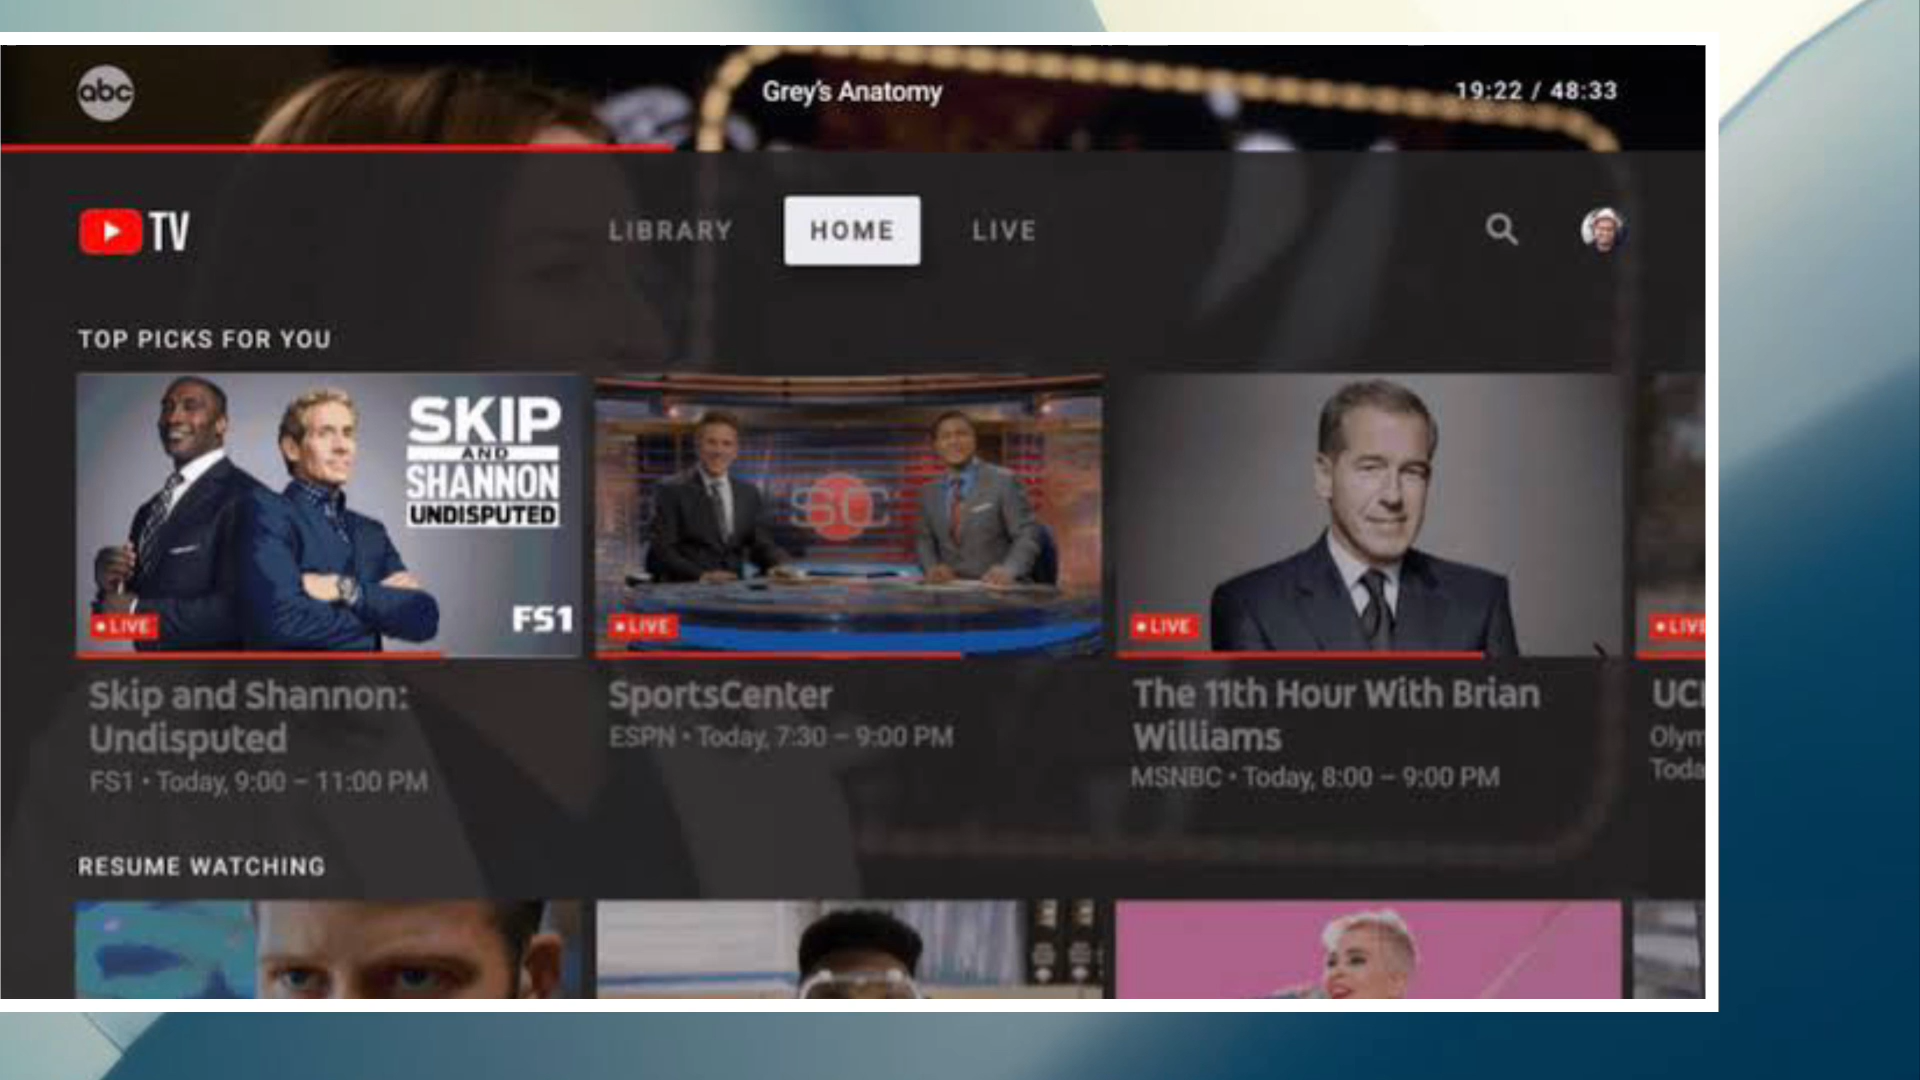 abc
Grey's Anatomy
19:22 / 48:33
TV
LIBRARY
HOME
LIVE
TOP PICKS FOR YOU
SKIP
AND
SHANNON
UNDISPUTED
FS1
LIVE
SC
LIVE
LIVE
LIVE
Skip and Shannon:
Undisputed
FS1 • Today, 9:00 – 11:00 PM
SportsCenter
ESPN • Today, 7:30 – 9:00 PM
The 11th Hour With Brian
Williams
MSNBC • Today, 8:00 – 9:00 PM
RESUME WATCHING